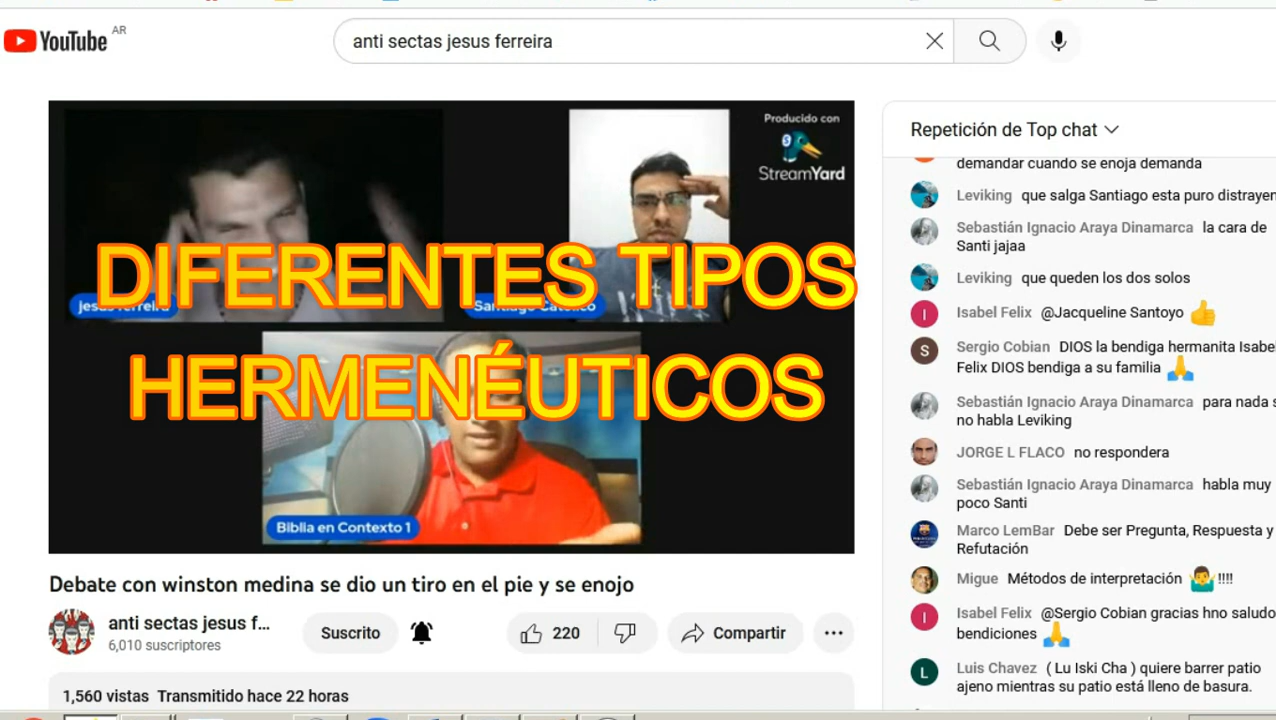 YouTube AR
anti sectas jesus ferreira
Producido con
StreamYard
DIFERENTES TIPOS
jesus ferreira
Santiago Católico
HERMENÉUTICOS
Biblia en Contexto 1
Debate con winston medina se dio un tiro en el pie y se enojo
anti sectas jesus f...
6,010 suscriptores
Suscrito
220
Compartir
1,560 vistas Transmitido hace 22 horas
Repetición de Top chat
demandar cuando se enoja demanda
Leviking que salga Santiago esta puro distrayen
Sebastián Ignacio Araya Dinamarca la cara de
Santi jajaa
Leviking que queden los dos solos
I Isabel Felix @Jacqueline Santoyo 👍
S Sergio Cobian DIOS la bendiga hermanita Isabe
Felix DIOS bendiga a su familia 🙏
Sebastián Ignacio Araya Dinamarca para nada s
no habla Leviking
JORGE L FLACO no respondera
Sebastián Ignacio Araya Dinamarca habla muy
poco Santi
Marco LemBar Debe ser Pregunta, Respuesta y
Refutación
Migue Métodos de interpretación 🤷‍♂️ !!!!
I Isabel Felix @Sergio Cobian gracias hno saludo
bendiciones 🙏
L Luis Chavez ( Lu Iski Cha ) quiere barrer patio
ajeno mientras su patio está lleno de basura.